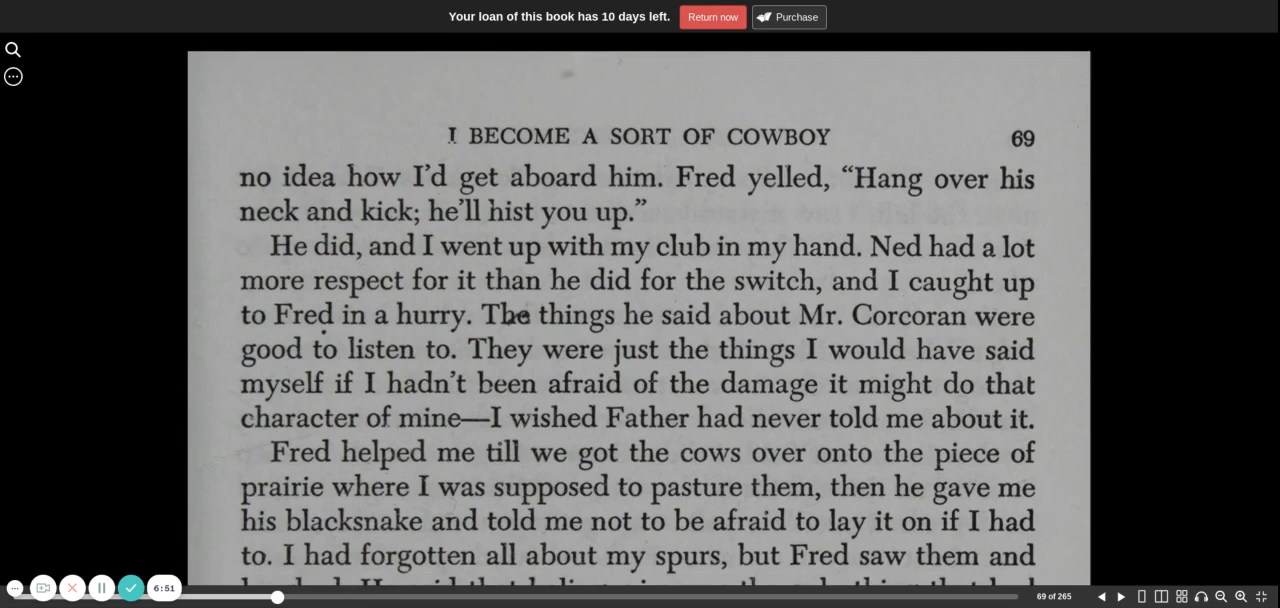 Your loan of this book has 10 days left. Return now Purchase
I BECOME A SORT OF COWBOY 69
no idea how I'd get aboard him. Fred yelled, “Hang over his
neck and kick; he'll hist you up.”
He did, and I went up with my club in my hand. Ned had a lot
more respect for it than he did for the switch, and I caught up
to Fred in a hurry. The things he said about Mr. Corcoran were
good to listen to. They were just the things I would have said
myself if I hadn't been afraid of the damage it might do that
character of mine—I wished Father had never told me about it.
Fred helped me till we got the cows over onto the piece of
prairie where I was supposed to pasture them, then he gave me
his blacksnake and told me not to be afraid to lay it on if I had
to. I had forgotten all about my spurs, but Fred saw them and
6:51
69 of 265